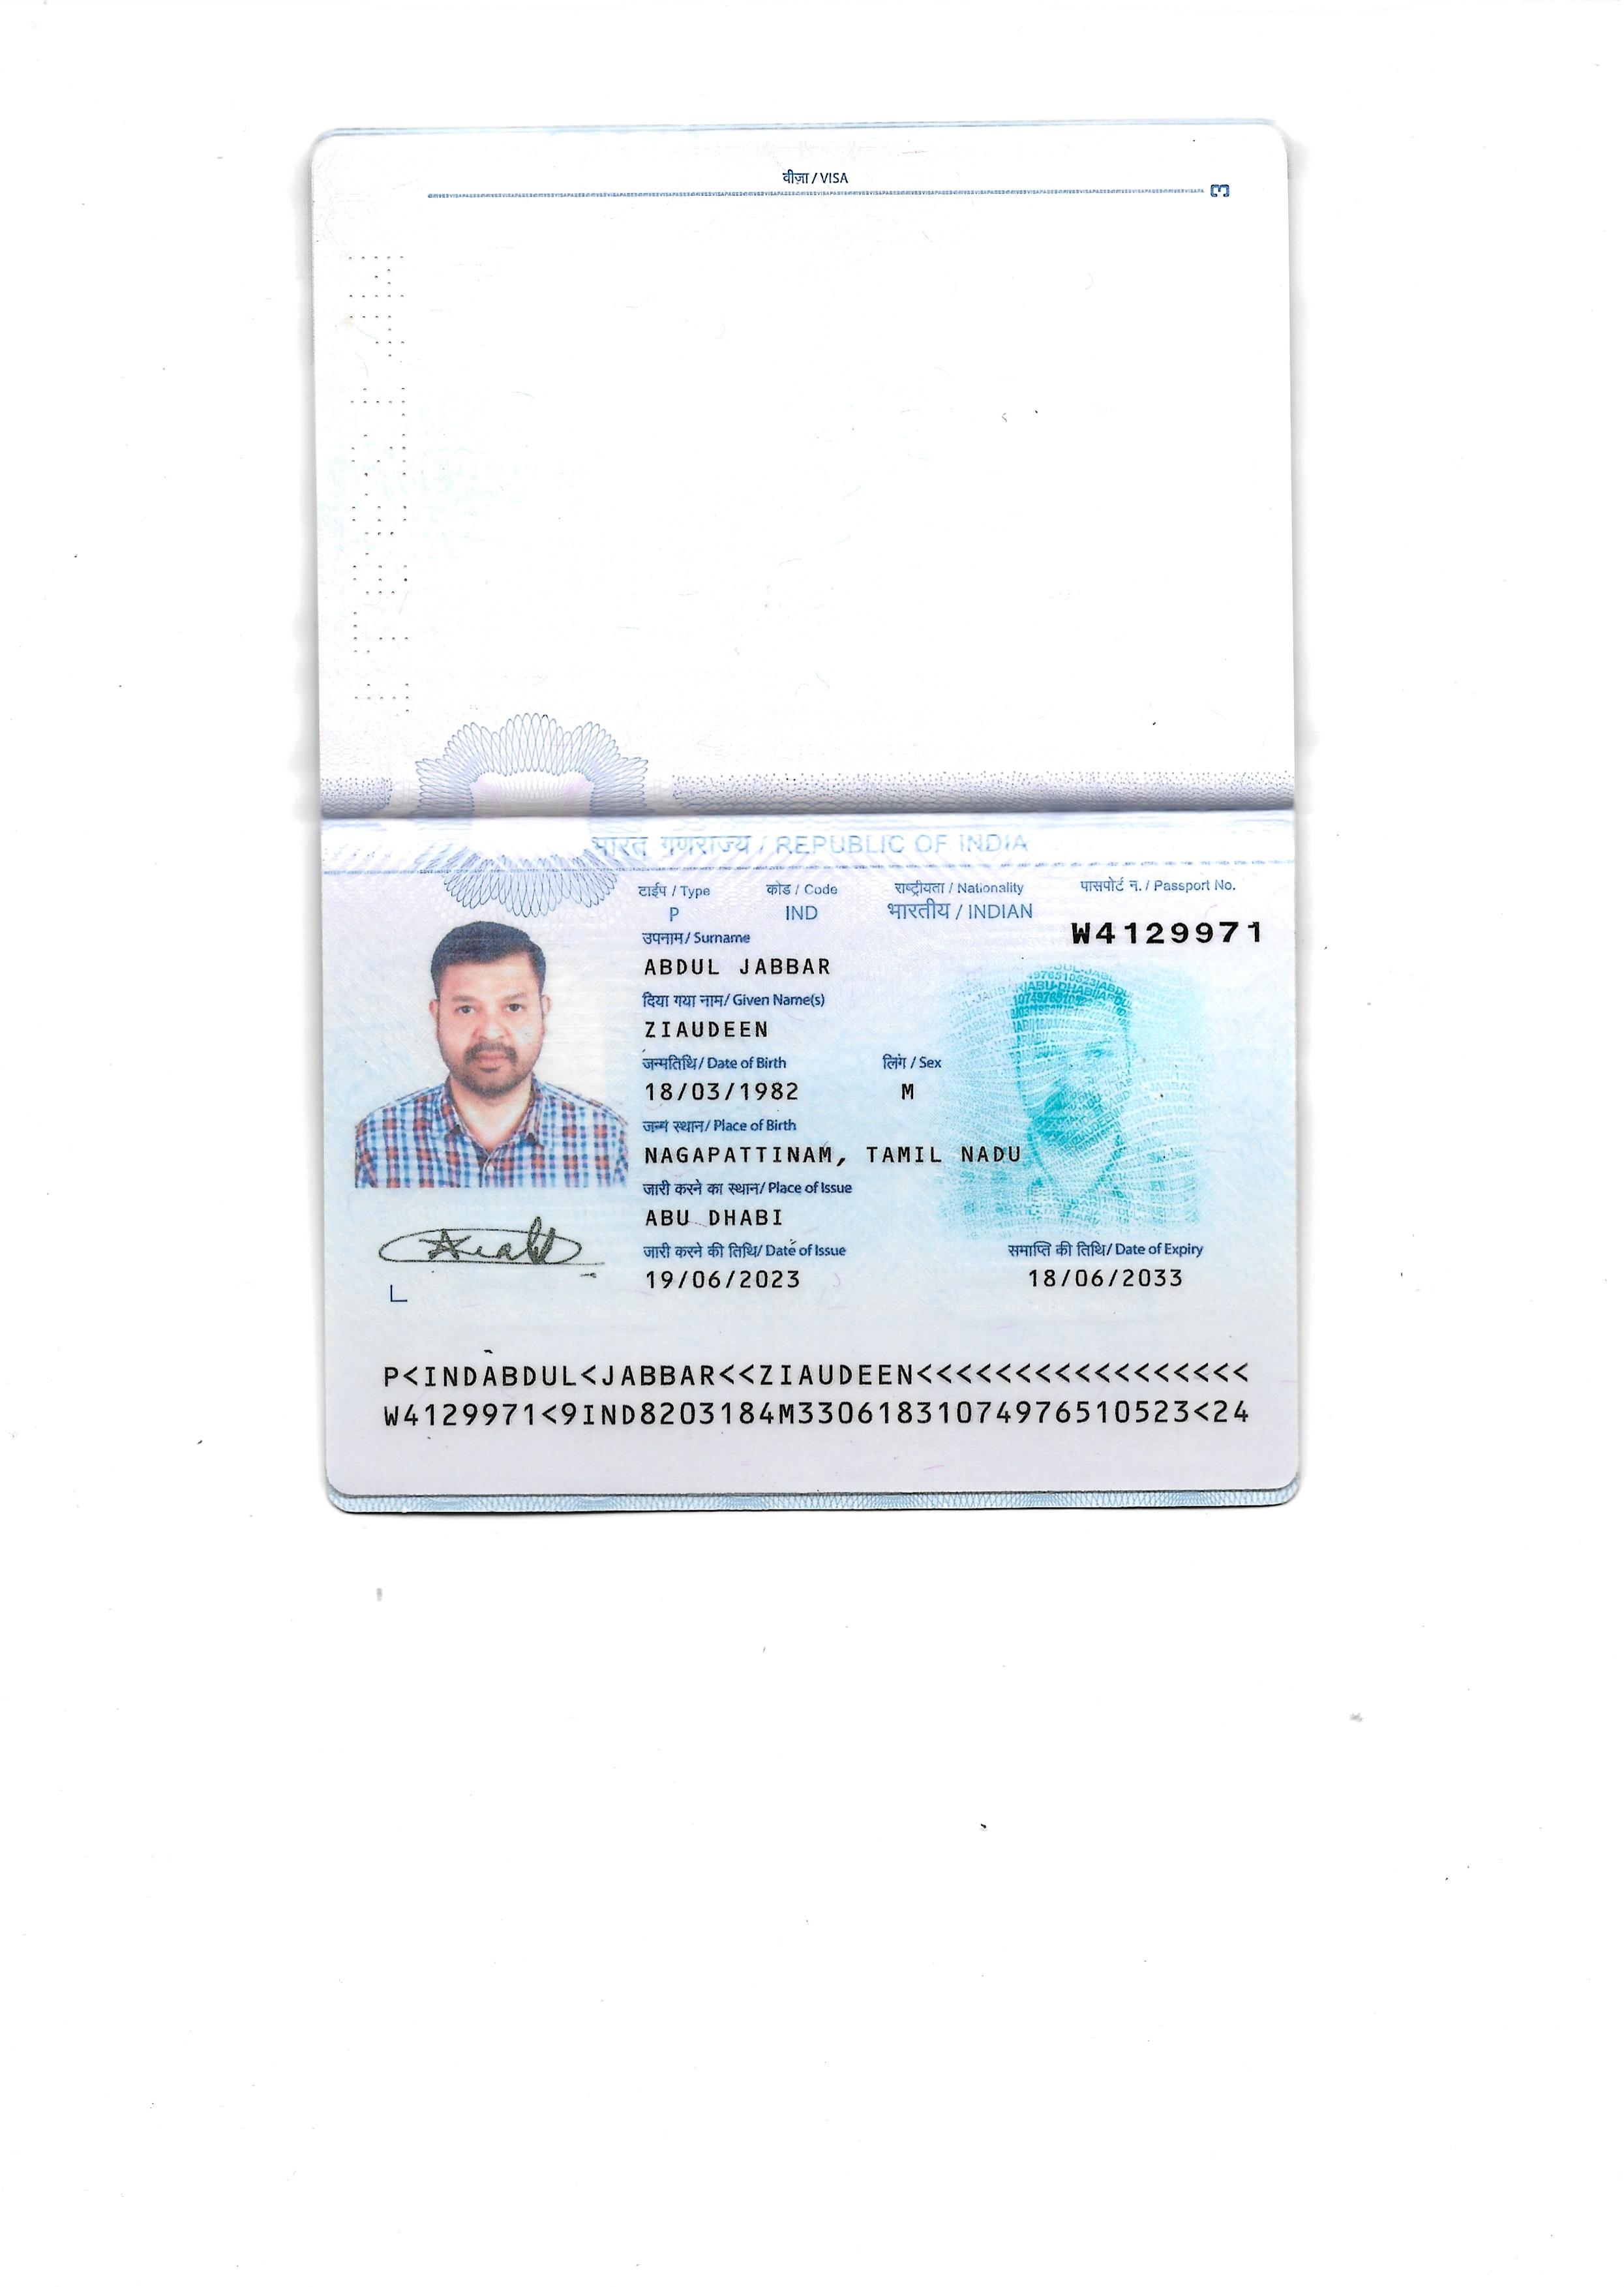 वीज़ा / VISA
3
भारत गणराज्य / REPUBLIC OF INDIA
टाईप / Type कोड / Code राष्ट्रीयता / Nationality पासपोर्ट न. / Passport No.
P IND भारतीय / INDIAN W4129971
उपनाम/ Surname
ABDUL JABBAR
दिया गया नाम/ Given Name(s)
ZIAUDEEN
जन्मतिथि/ Date of Birth लिंग / Sex
18/03/1982 M
जन्म स्थान/ Place of Birth
NAGAPATTINAM, TAMIL NADU
जारी करने का स्थान/ Place of Issue
ABU DHABI
जारी करने की तिथि/ Date of Issue समाप्ति की तिथि/ Date of Expiry
19/06/2023 18/06/2033
P<INDABDUL<JABBAR<<ZIAUDEEN<<<<<<<<<<<<<<<<<
W4129971<9IND8203184M33061831074976510523<24